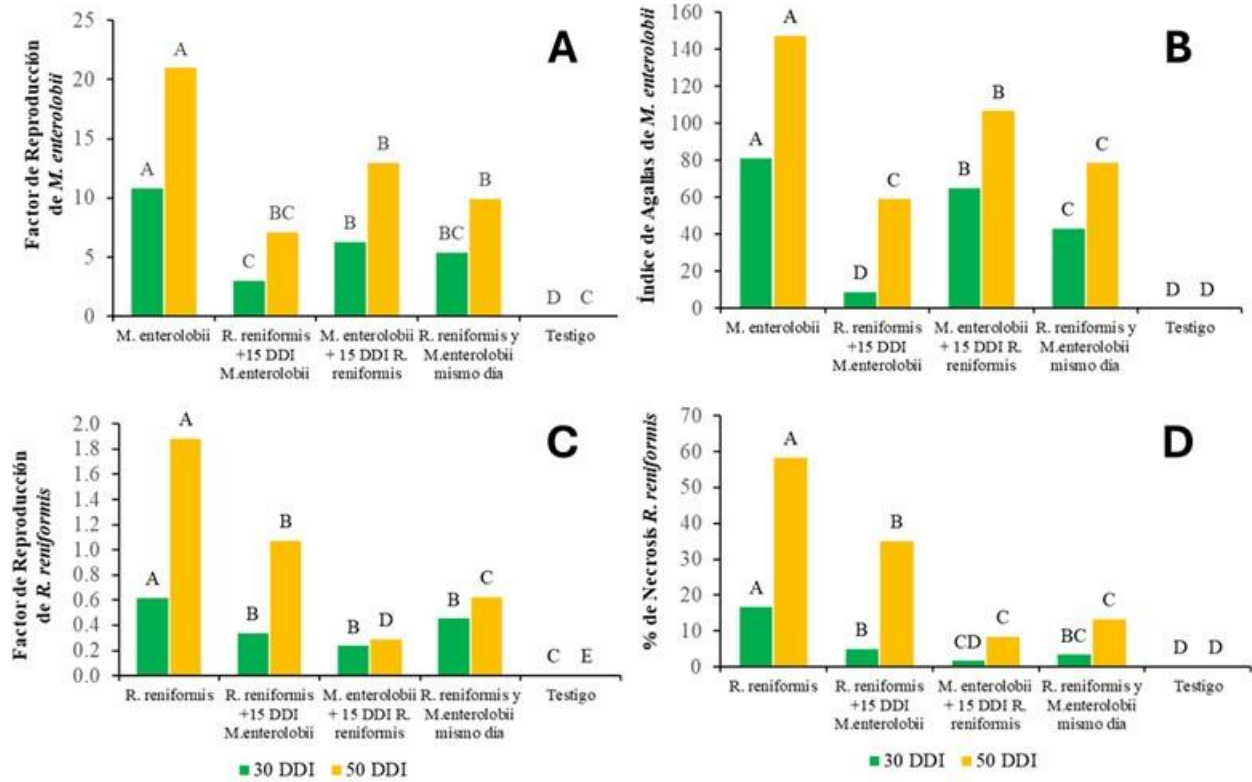 Factor de Reproducción
de M. enterolobii
25
20
15
10
5
0
A
A
A
C
BC
B
B
BC
B
D C
M. enterolobii
R. reniformis
+15 DDI
M.enterolobii
M. enterolobii
+ 15 DDI R.
reniformis
R. reniformis y
M.enterolobii
mismo día
Testigo
Índice de Agallas de M. enterolobii
160
140
120
100
80
60
40
20
0
B
A
A
D
C
B
B
C
C
D D
M. enterolobii
R. reniformis
+15 DDI
M.enterolobii
M. enterolobii
+ 15 DDI R.
reniformis
R. reniformis y
M.enterolobii
mismo día
Testigo
Factor de Reproducción
de R. reniformis
2.0
1.8
1.6
1.4
1.2
1.0
0.8
0.6
0.4
0.2
0.0
C
A
A
B
B
B
D
B
C
C E
R. reniformis
R. reniformis
+15 DDI
M.enterolobii
M. enterolobii
+ 15 DDI R.
reniformis
R. reniformis y
M.enterolobii
mismo día
Testigo
30 DDI 50 DDI
% de Necrosis R. reniformis
70
60
50
40
30
20
10
0
D
A
A
B
B
CD
C
BC
C
D D
R. reniformis
R. reniformis
+15 DDI
M.enterolobii
M. enterolobii
+ 15 DDI R.
reniformis
R. reniformis y
M.enterolobii
mismo día
Testigo
30 DDI 50 DDI